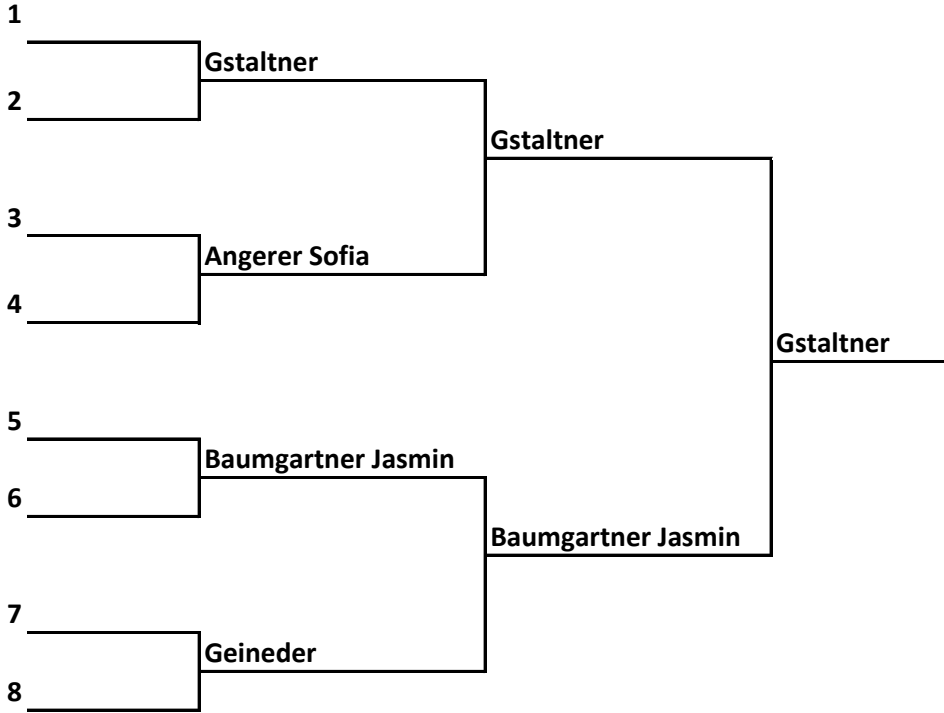 1
Gstaltner
2
Gstaltner
3
Angerer Sofia
4
Gstaltner
5
Baumgartner Jasmin
6
Baumgartner Jasmin
7
Geineder
8